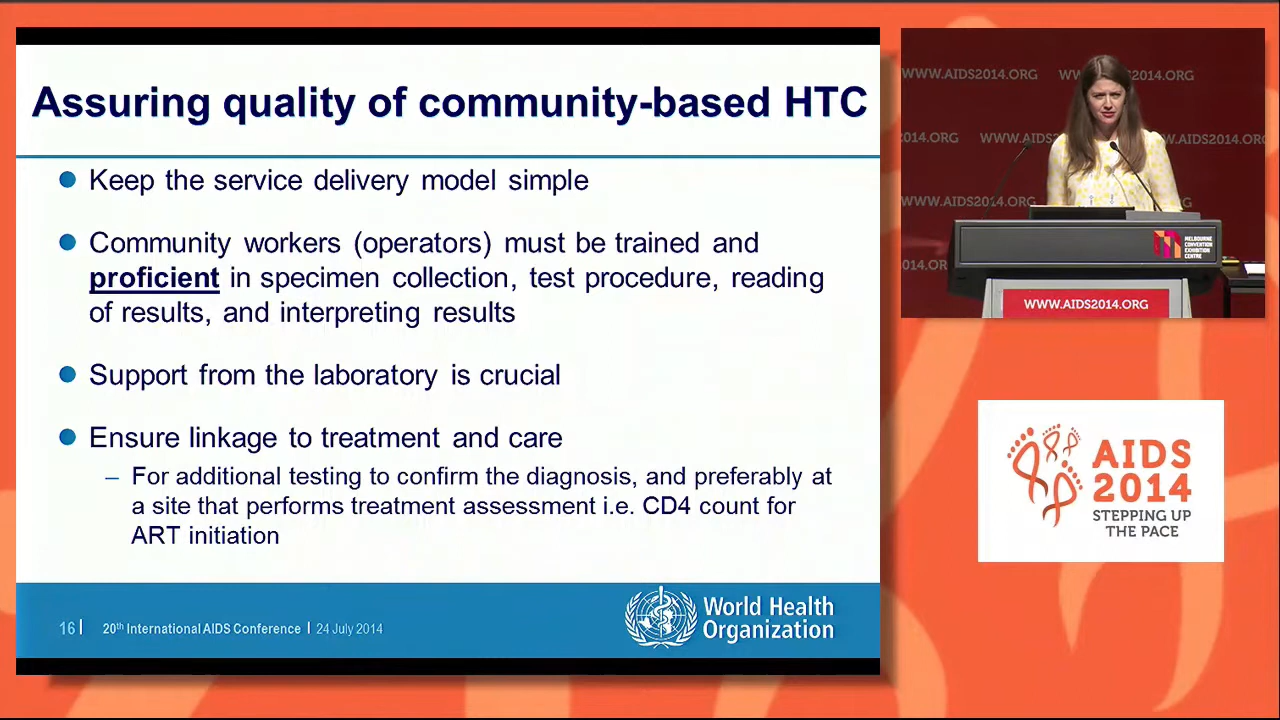 Assuring quality of community-based HTC
Keep the service delivery model simple
Community workers (operators) must be trained and
proficient in specimen collection, test procedure, reading
of results, and interpreting results
Support from the laboratory is crucial
Ensure linkage to treatment and care
– For additional testing to confirm the diagnosis, and preferably at
a site that performs treatment assessment i.e. CD4 count for
ART initiation
16 | 20th International AIDS Conference | 24 July 2014
World Health
Organization
WWW.AIDS2014.ORG
WWW.AIDS2014.ORG
MELBOURNE
CONVENTION
EXHIBITION
CENTRE
WWW.AIDS2014.ORG
AIDS
2014
STEPPING UP
THE PACE